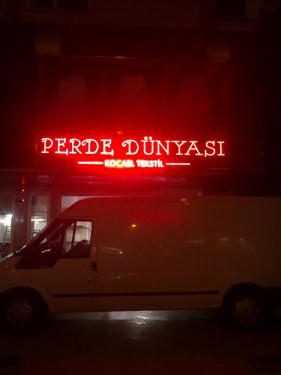 PERDE DÜNYASI
KOCAEL TEKSTİL